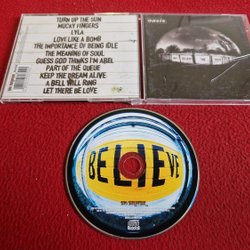 TURN UP THE SUN
MUCKY FINGERS
LYLA
LOVE LIKE A BOMB
THE IMPORTANCE OF BEING IDLE
THE MEANING OF SOUL
GUESS GOD THINKS I'M ABEL
PART OF THE QUEUE
KEEP THE DREAM ALIVE
A BELL WILL RING
LET THERE BE LOVE
oasis
BELIEVE